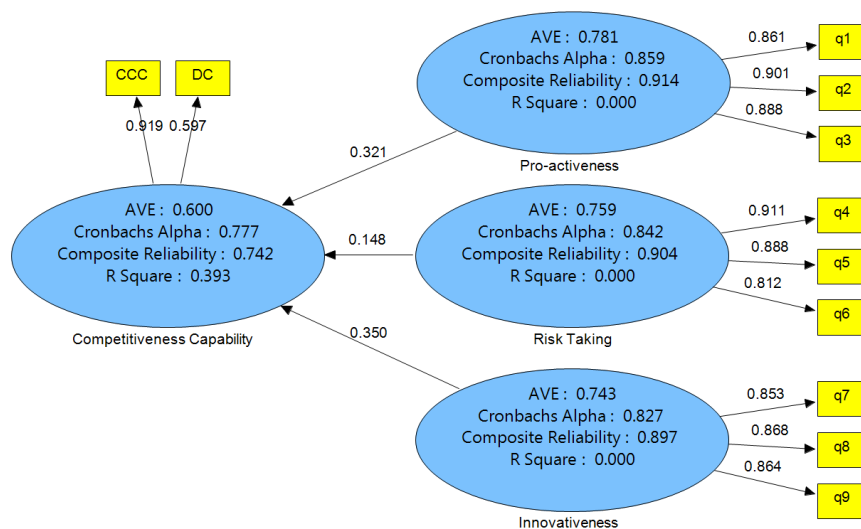 CCC
DC
0.919
0.597
AVE : 0.600
Cronbachs Alpha : 0.777
Composite Reliability : 0.742
R Square : 0.393
Competitiveness Capability
0.321
0.148
0.350
AVE : 0.781
Cronbachs Alpha : 0.859
Composite Reliability : 0.914
R Square : 0.000
Pro-activeness
0.861
0.901
0.888
q1
q2
q3
AVE : 0.759
Cronbachs Alpha : 0.842
Composite Reliability : 0.904
R Square : 0.000
Risk Taking
0.911
0.888
0.812
q4
q5
q6
AVE : 0.743
Cronbachs Alpha : 0.827
Composite Reliability : 0.897
R Square : 0.000
Innovativeness
0.853
0.868
0.864
q7
q8
q9